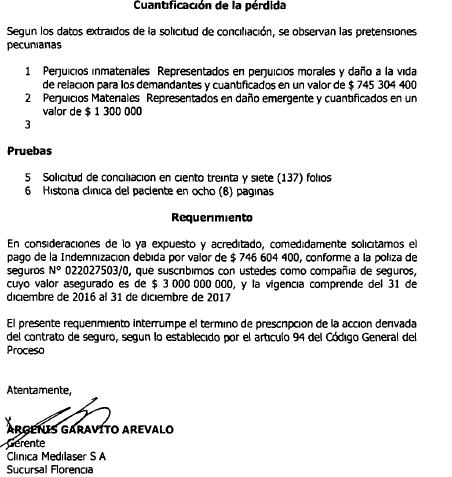 Cuantificación de la pérdida
Segun los datos extraidos de la solicitud de conciliación, se observan las pretensiones
pecunianas
1 Perjuicios inmateriales Representados en perjuicios morales y daño a la vida
de relacion para los demandantes y cuantificados en un valor de $ 745 304 400
2 Perjuicios Materiales Representados en daño emergente y cuantificados en un
valor de $ 1 300 000
3
Pruebas
5 Solicitud de conciliacion en ciento treinta y siete (137) folios
6 Historia clinica del paciente en ocho (8) paginas
Requerimiento
En consideraciones de lo ya expuesto y acreditado, comedidamente solicitamos el
pago de la Indemnizacion debida por valor de $ 746 604 400, conforme a la poliza de
seguros N° 022027503/0, que suscribimos con ustedes como compañia de seguros,
cuyo valor asegurado es de $ 3 000 000 000, y la vigencia comprende del 31 de
diciembre de 2016 al 31 de diciembre de 2017
El presente requerimiento interrumpe el termino de prescripcion de la accion derivada
del contrato de seguro, segun lo establecido por el articulo 94 del Código General del
Proceso
Atentamente,
ARGENIS GARAVITO AREVALO
Gerente
Clinica Medilaser S A
Sucursal Florencia